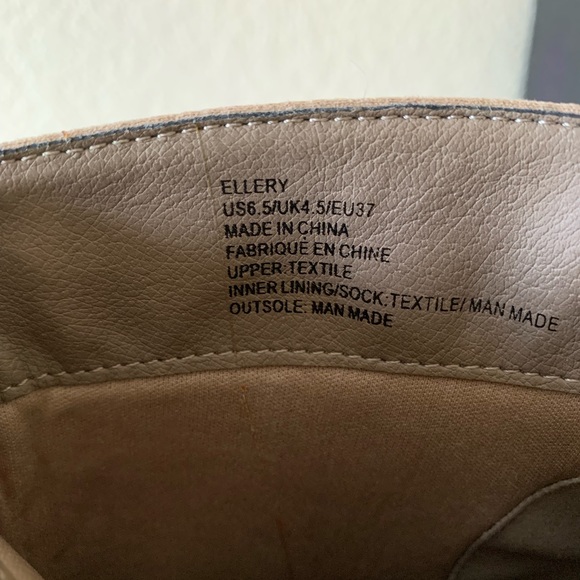 ELLERY
US6.5/UK4.5/EU37
MADE IN CHINA
FABRIQUÉ EN CHINE
UPPER: TEXTILE
INNER LINING/SOCK: TEXTILE/ MAN MADE
OUTSOLE: MAN MADE